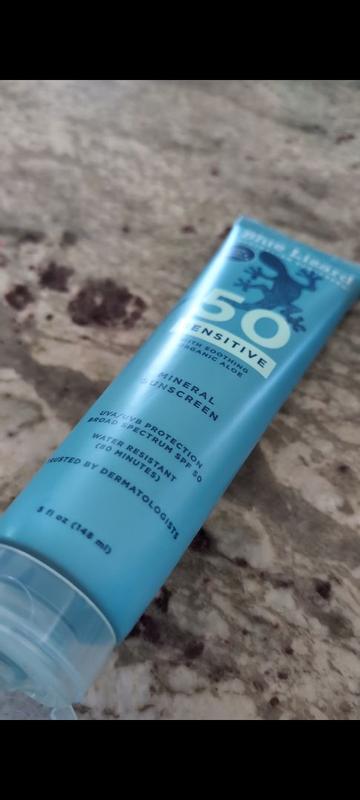 Blue Lizard
50
SENSITIVE
WITH SOOTHING
ORGANIC ALOE
MINERAL
SUNSCREEN
UVA/UVB PROTECTION
BROAD SPECTRUM SPF 50
WATER RESISTANT
(80 MINUTES)
TRUSTED BY DERMATOLOGISTS
5 fl oz (148 ml)